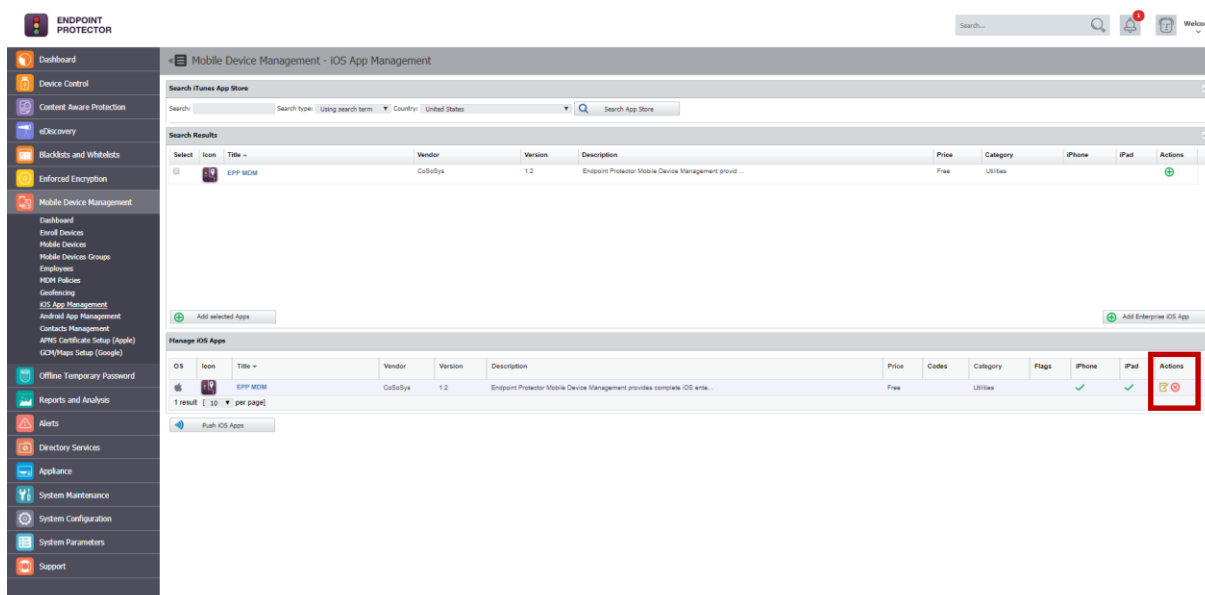 ENDPOINT
PROTECTOR
Search...
1
Welco
Dashboard
Device Control
Content Aware Protection
eDiscovery
Blacklists and Whitelists
Enforced Encryption
Mobile Device Management
Dashboard
Enroll Devices
Mobile Devices
Mobile Devices Groups
Employees
MDM Policies
Geofencing
iOS App Management
Android App Management
Contacts Management
APNS Certificate Setup (Apple)
GCM/Maps Setup (Google)
Offline Temporary Password
Reports and Analysis
Alerts
Directory Services
Appliance
System Maintenance
System Configuration
System Parameters
Support
Mobile Device Management - iOS App Management
Search iTunes App Store
Search: Search type: Using search term Country: United States Search App Store
Search Results
Select Icon Title Vendor Version Description Price Category iPhone iPad Actions
EPP MDM CoSoSys 1.2 Endpoint Protector Mobile Device Management provid ... Free Utilities
Add selected Apps Add Enterprise iOS App
Manage iOS Apps
OS Icon Title Vendor Version Description Price Codes Category Flags iPhone iPad Actions
EPP MDM CoSoSys 1.2 Endpoint Protector Mobile Device Management provides complete iOS ente... Free Utilities
1 result [ 10 per page]
Push iOS Apps